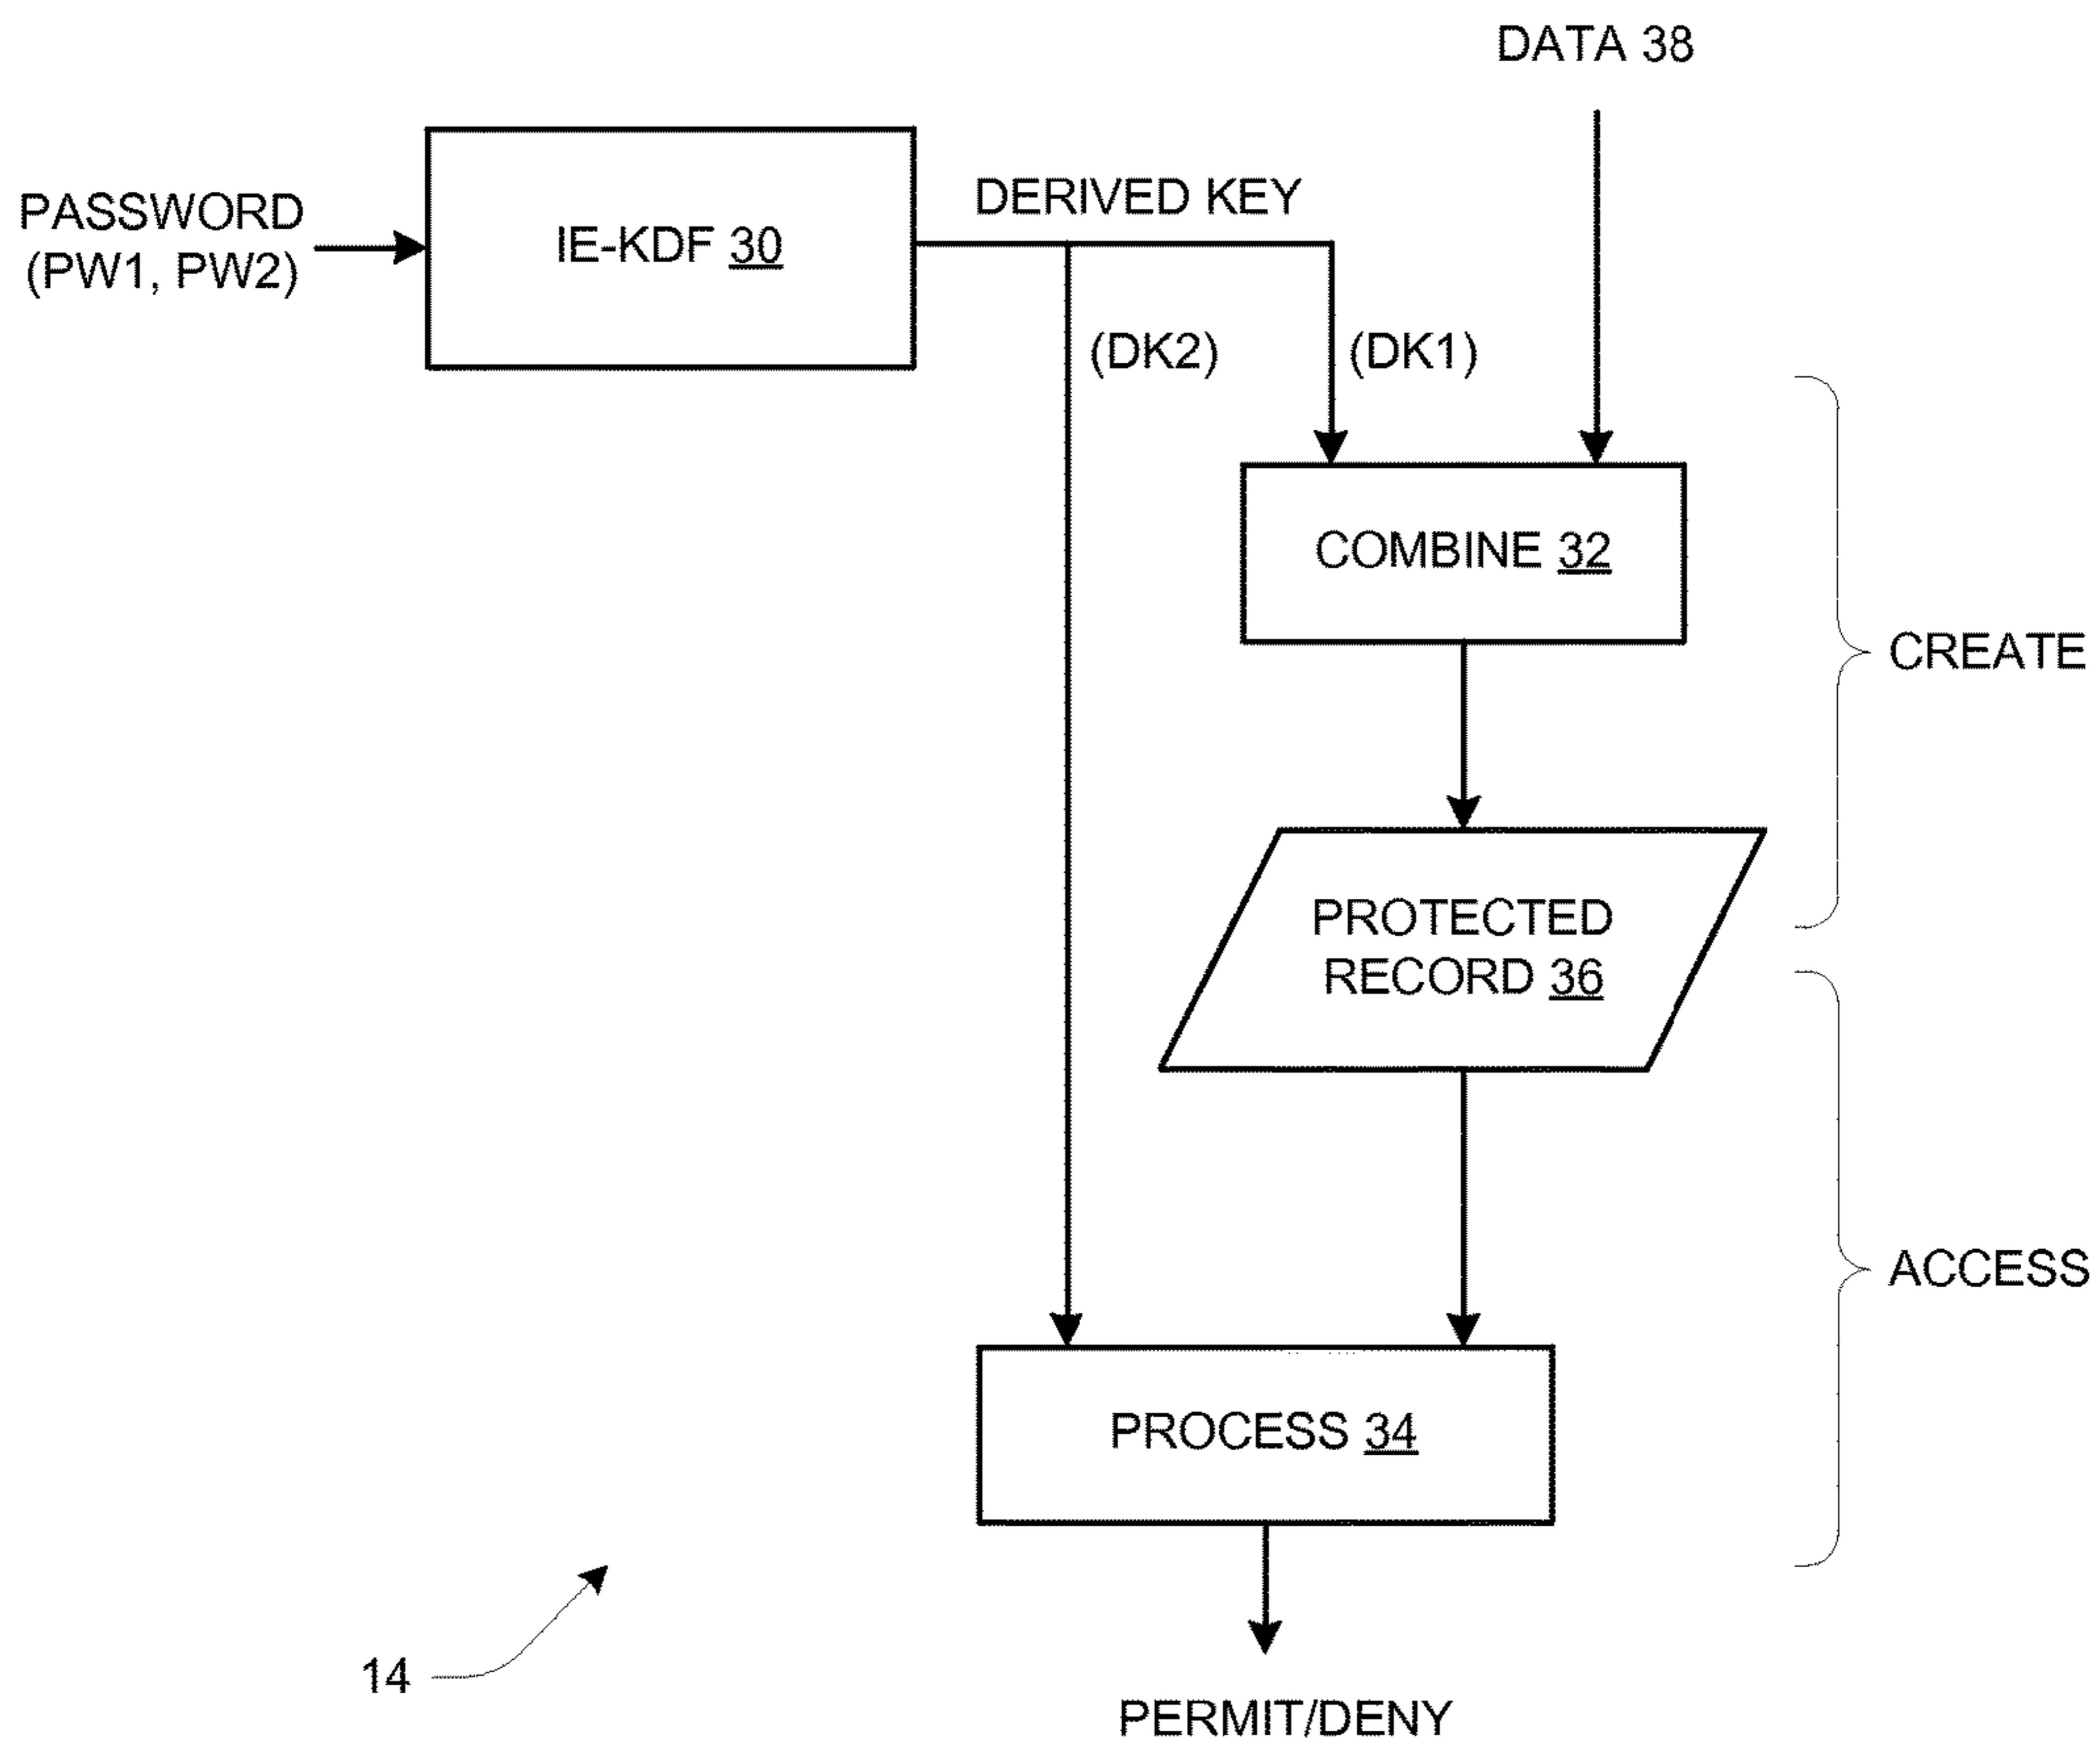 DATA 38
PASSWORD
(PW1, PW2)
IE-KDF 30
DERIVED KEY
(DK2)
(DK1)
COMBINE 32
CREATE
PROTECTED
RECORD 36
ACCESS
PROCESS 34
14
PERMIT/DENY